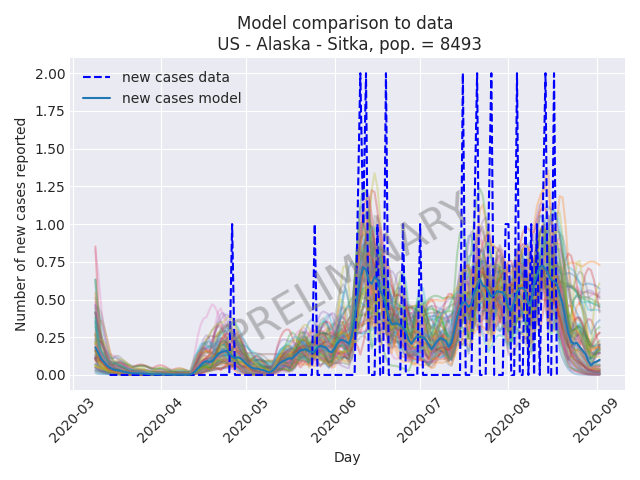 Model comparison to data
US - Alaska - Sitka, pop. = 8493
new cases data
new cases model
Number of new cases reported
2.00
1.75
1.50
1.25
1.00
0.75
0.50
0.25
0.00
PRELIMINARY
2020-03
2020-04
2020-05
2020-06
2020-07
2020-08
2020-09
Day